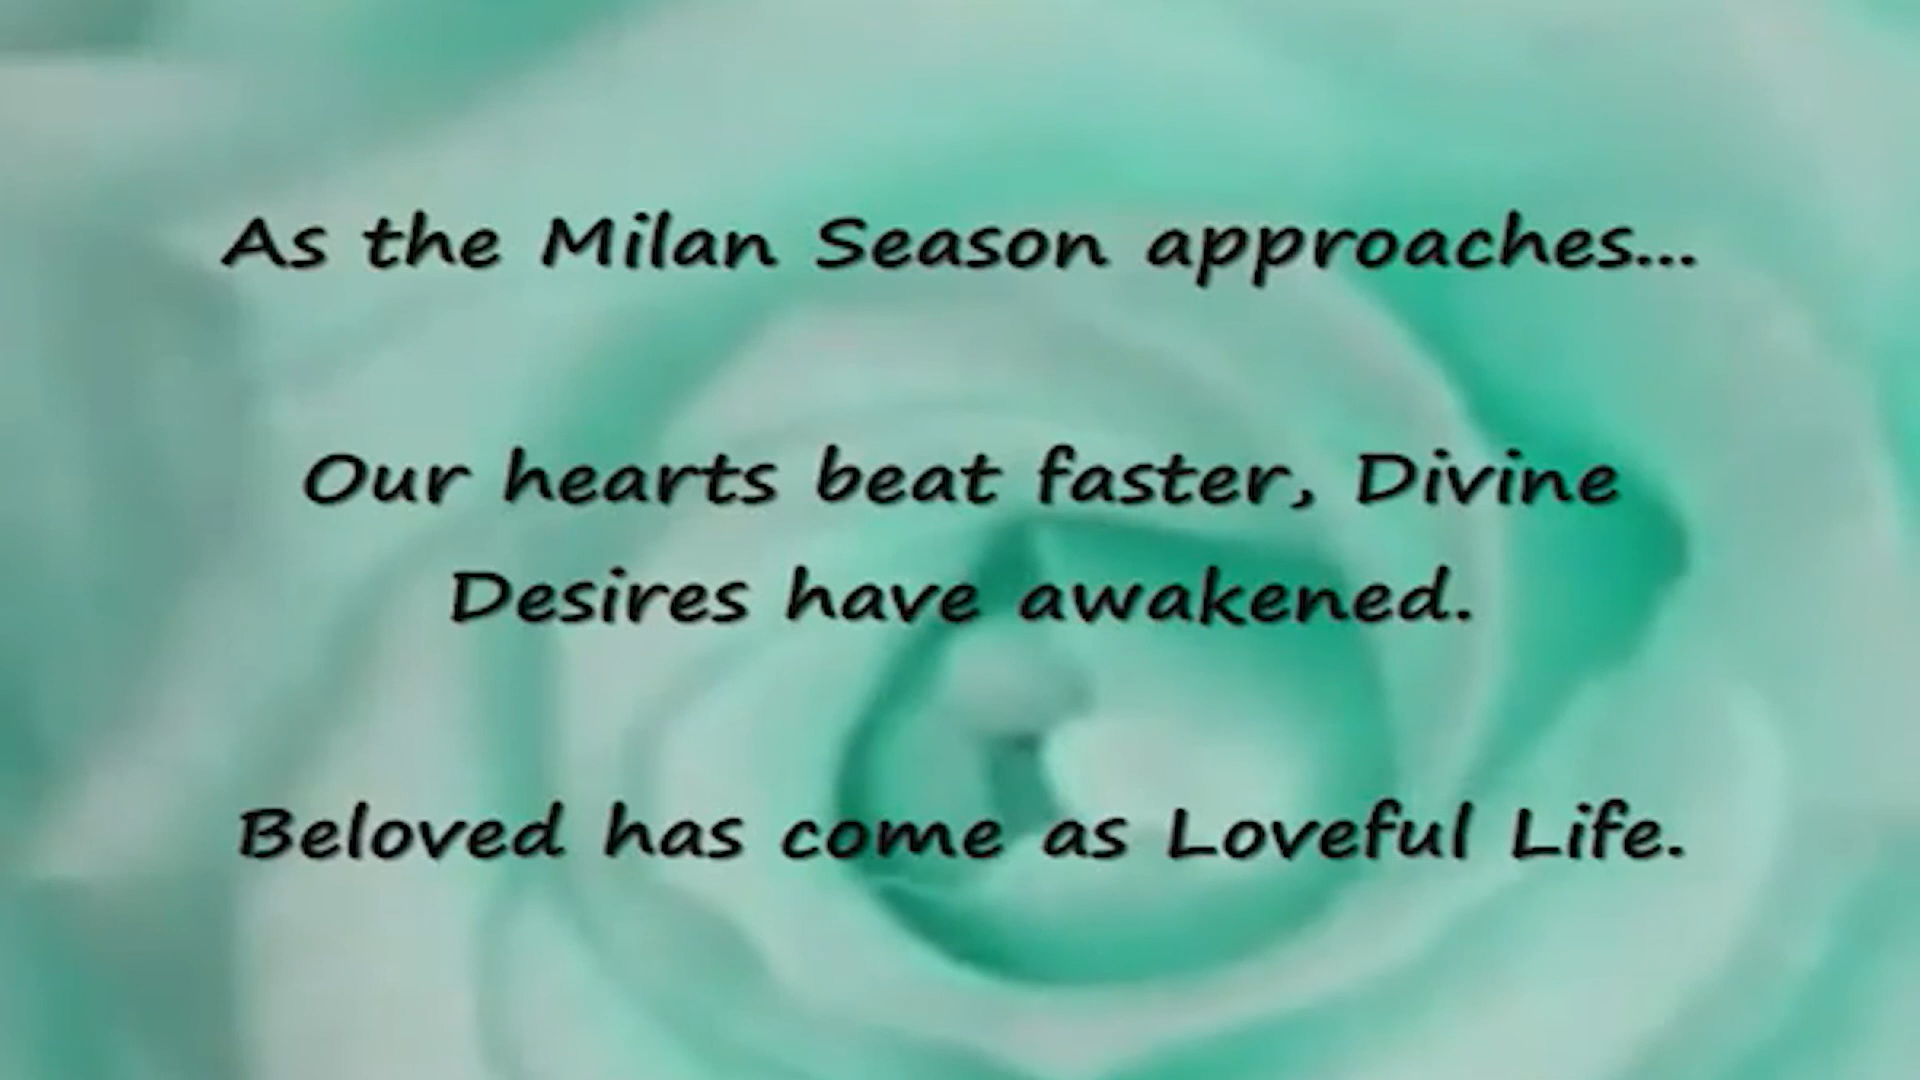 As the Milan Season approaches...
Our hearts beat faster, Divine
Desires have awakened.
Beloved has come as Loveful Life.